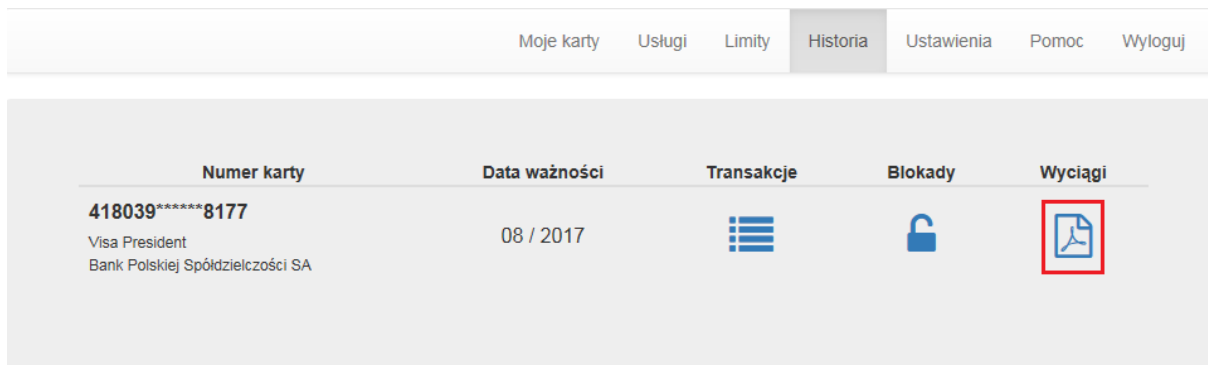 Moje karty Usługi Limity Historia Ustawienia Pomoc Wyloguj
Numer karty Data ważności Transakcje Blokady Wyciągi
418039******8177
Visa President
Bank Polskiej Spółdzielczości SA
08 / 2017